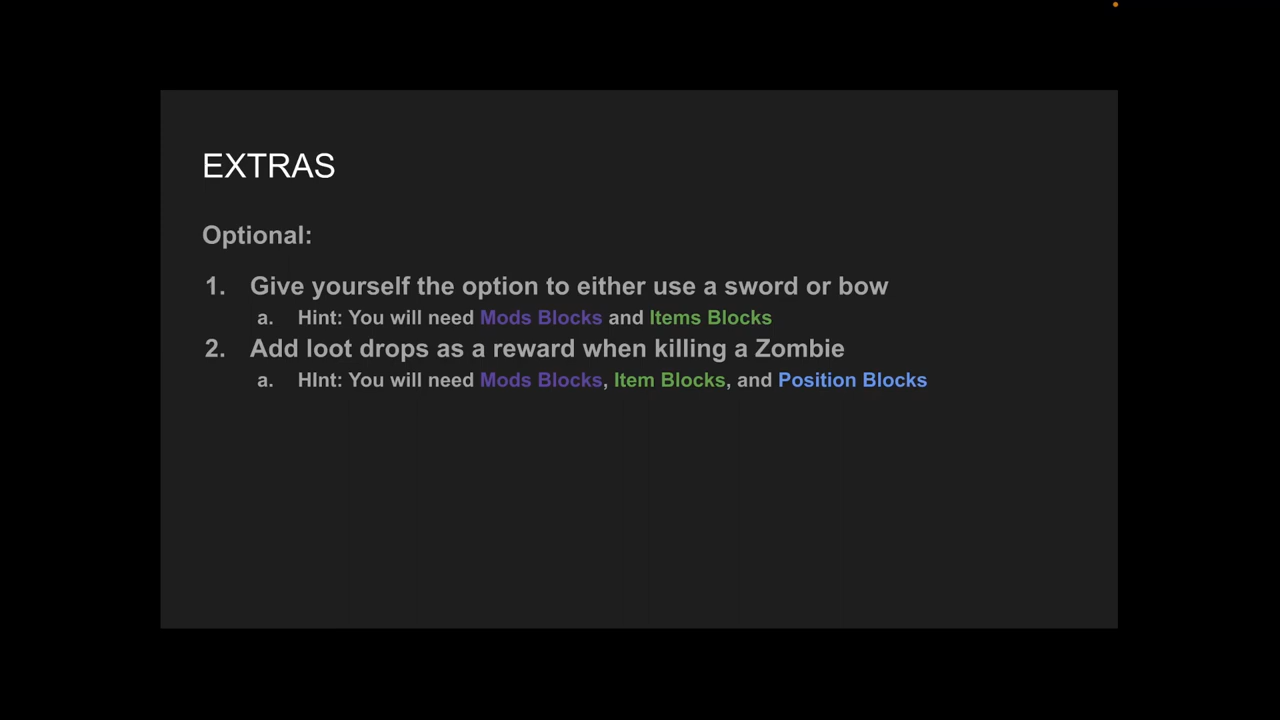 EXTRAS
Optional:
1. Give yourself the option to either use a sword or bow
a. Hint: You will need Mods Blocks and Items Blocks
2. Add loot drops as a reward when killing a Zombie
a. HInt: You will need Mods Blocks, Item Blocks, and Position Blocks